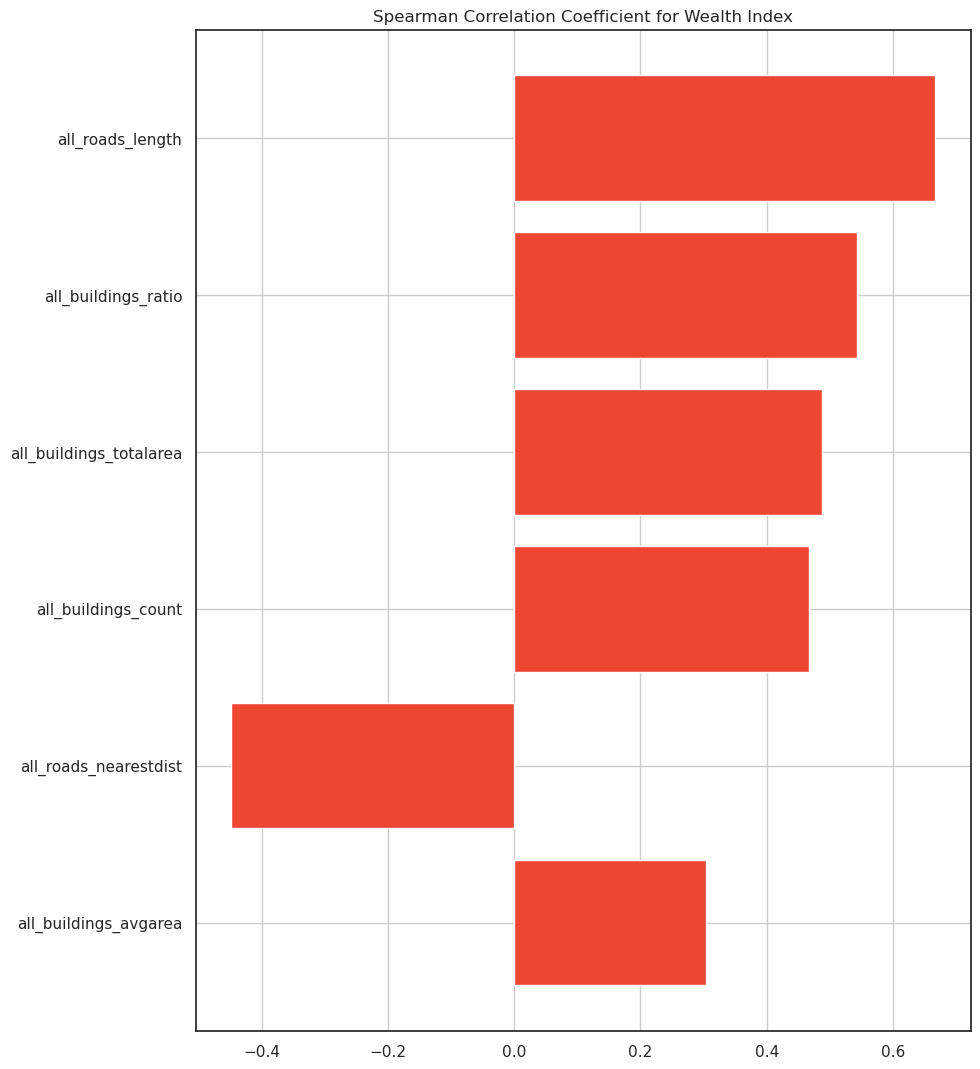 Spearman Correlation Coefficient for Wealth Index
all_roads_length
all_buildings_ratio
all_buildings_totalarea
all_buildings_count
all_roads_nearestdist
all_buildings_avgarea
−0.4 −0.2 0.0 0.2 0.4 0.6